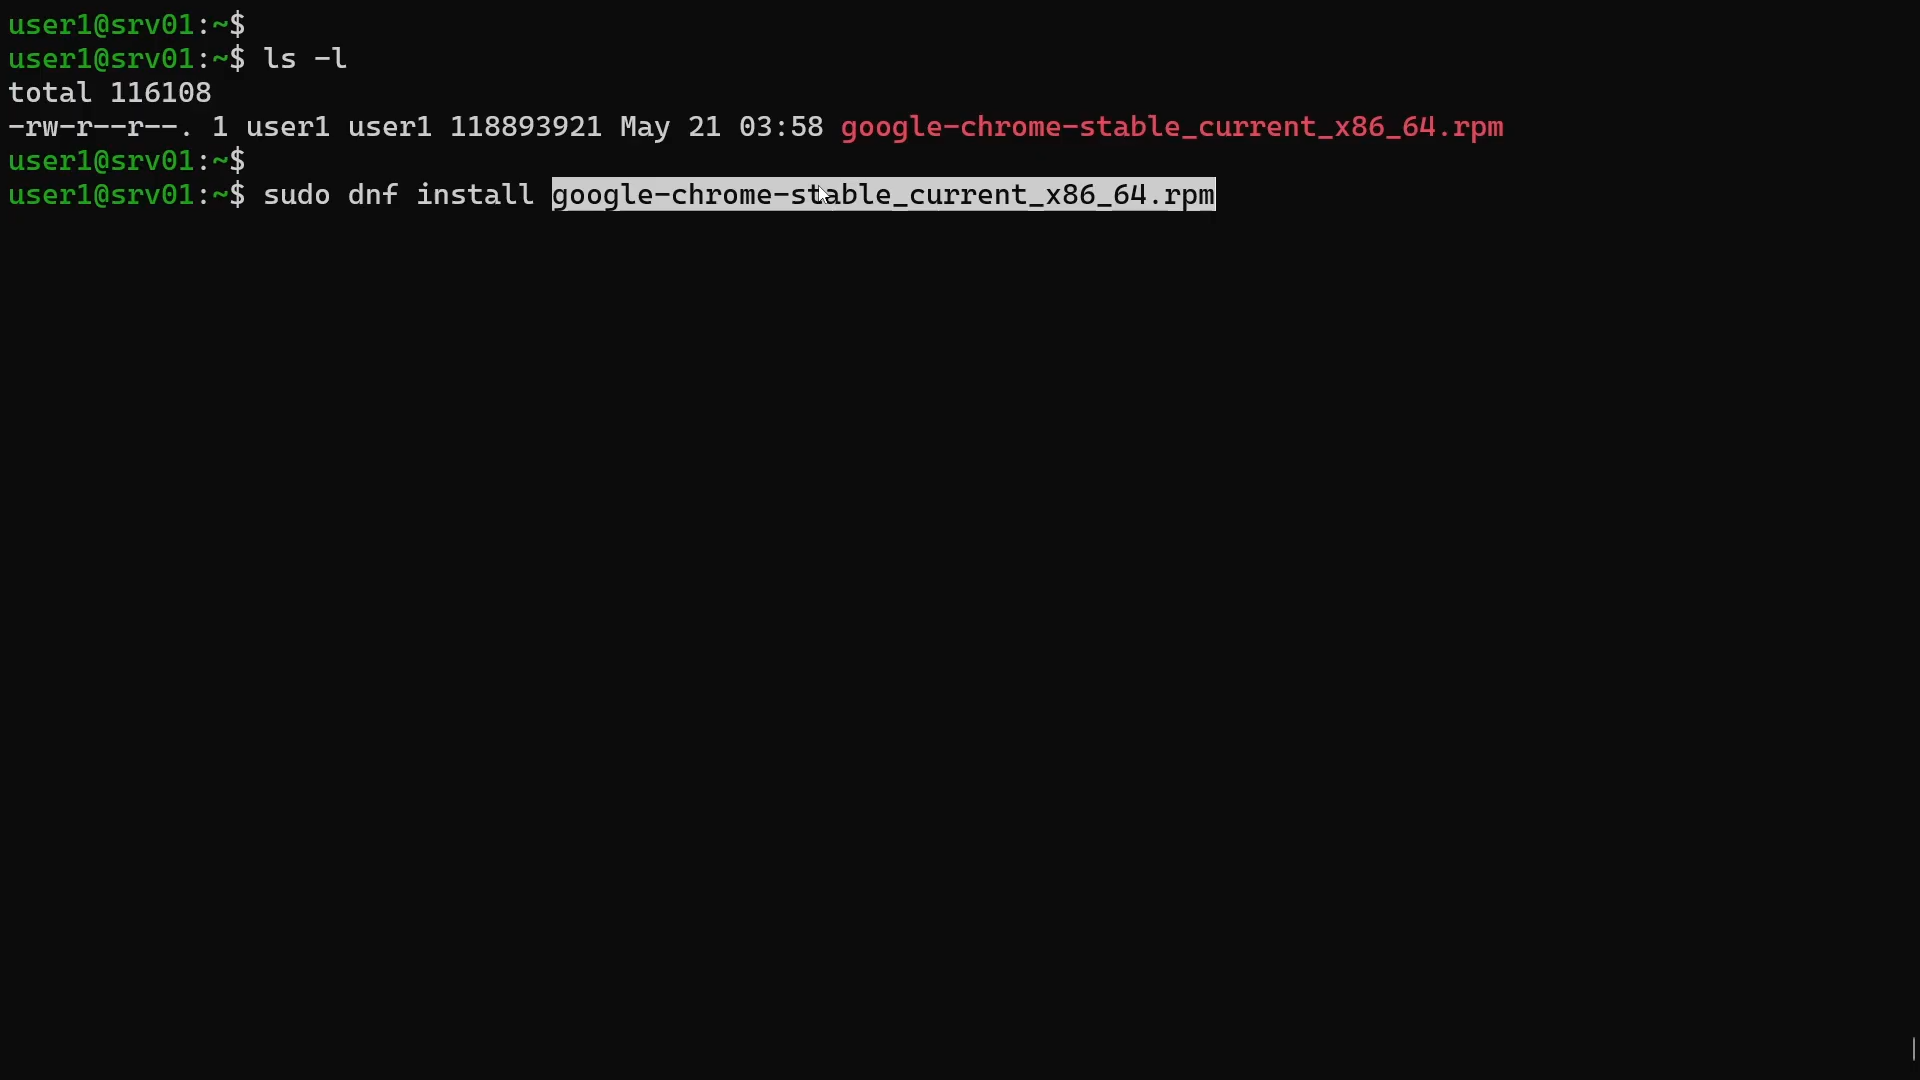 user1@srv01:~$
user1@srv01:~$ ls -l
total 116108
-rw-r--r--. 1 user1 user1 118893921 May 21 03:58 google-chrome-stable_current_x86_64.rpm
user1@srv01:~$
user1@srv01:~$ sudo dnf install google-chrome-stable_current_x86_64.rpm